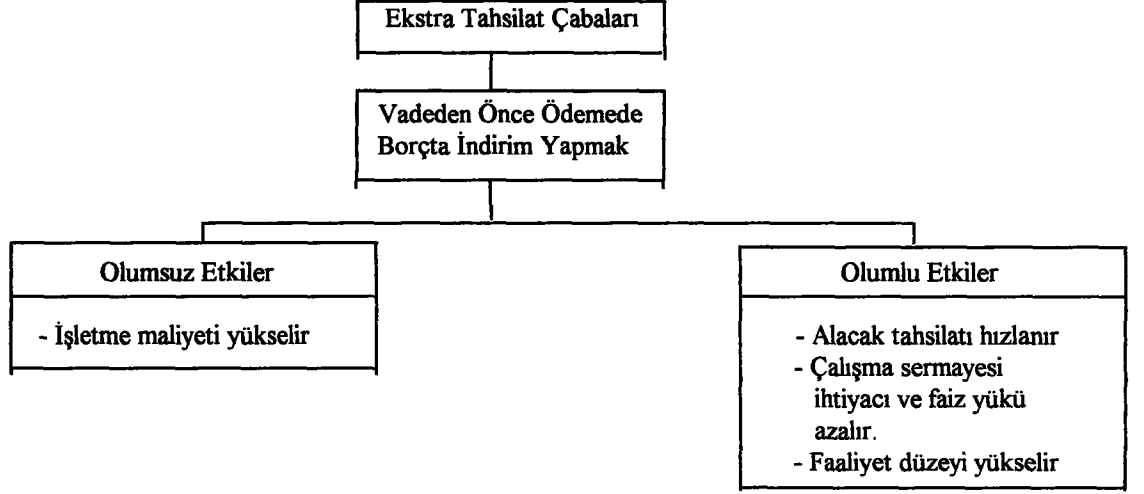 Ekstra Tahsilat Çabaları
Vadeden Önce Ödemede
Borçta İndirim Yapmak
Olumsuz Etkiler
- İşletme maliyeti yükselir
Olumlu Etkiler
- Alacak tahsilatı hızlanır
- Çalışma sermayesi
ihtiyacı ve faiz yükü
azalır.
- Faaliyet düzeyi yükselir